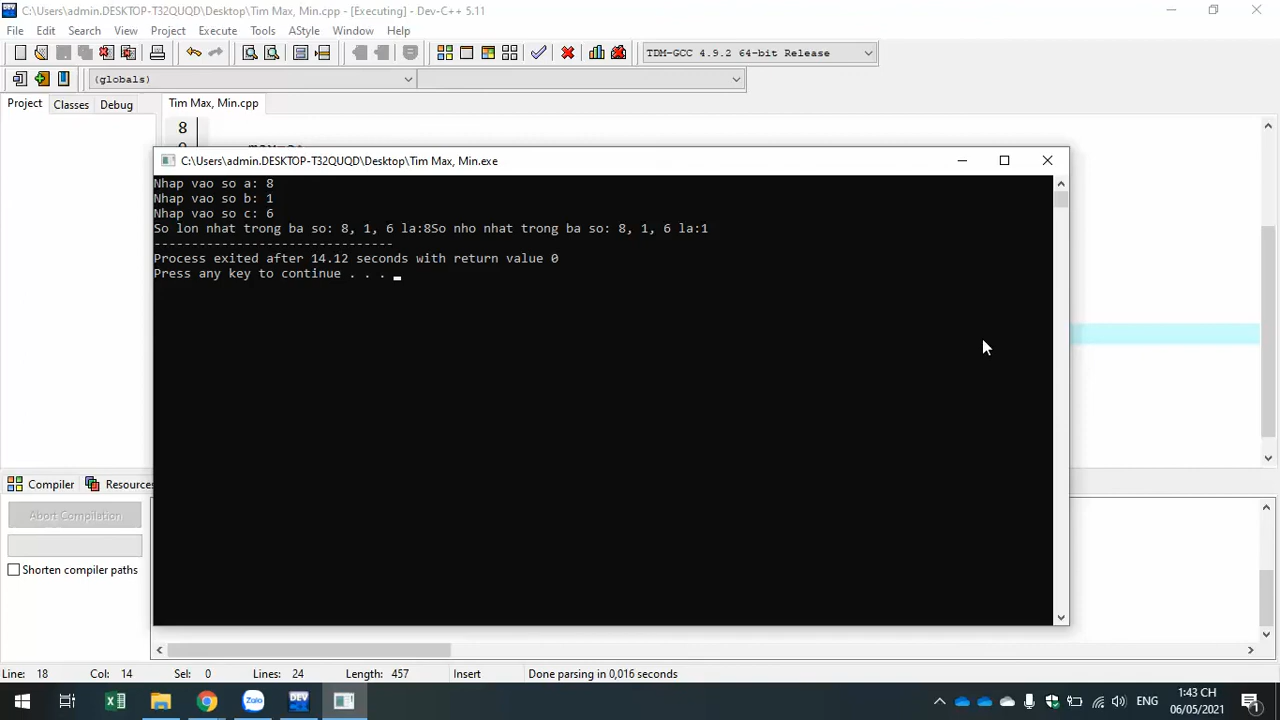 C:\Users\admin.DESKTOP-T32QUQD\Desktop\Tim Max, Min.cpp - [Executing] - Dev-C++ 5.11
File Edit Search View Project Execute Tools AStyle Window Help
TDM-GCC 4.9.2 64-bit Release
(globals)
Project Classes Debug Tim Max, Min.cpp
8
C:\Users\admin.DESKTOP-T32QUQD\Desktop\Tim Max, Min.exe
Nhap vao so a: 8
Nhap vao so b: 1
Nhap vao so c: 6
So lon nhat trong ba so: 8, 1, 6 la:8So nho nhat trong ba so: 8, 1, 6 la:1
--------------------------------
Process exited after 14.12 seconds with return value 0
Press any key to continue . . .
Compiler Resources
Abort Compilation
Shorten compiler paths
Line: 18 Col: 14 Sel: 0 Lines: 24 Length: 457 Insert Done parsing in 0,016 seconds
DEV Zalo ENG 1:43 CH
06/05/2021
1